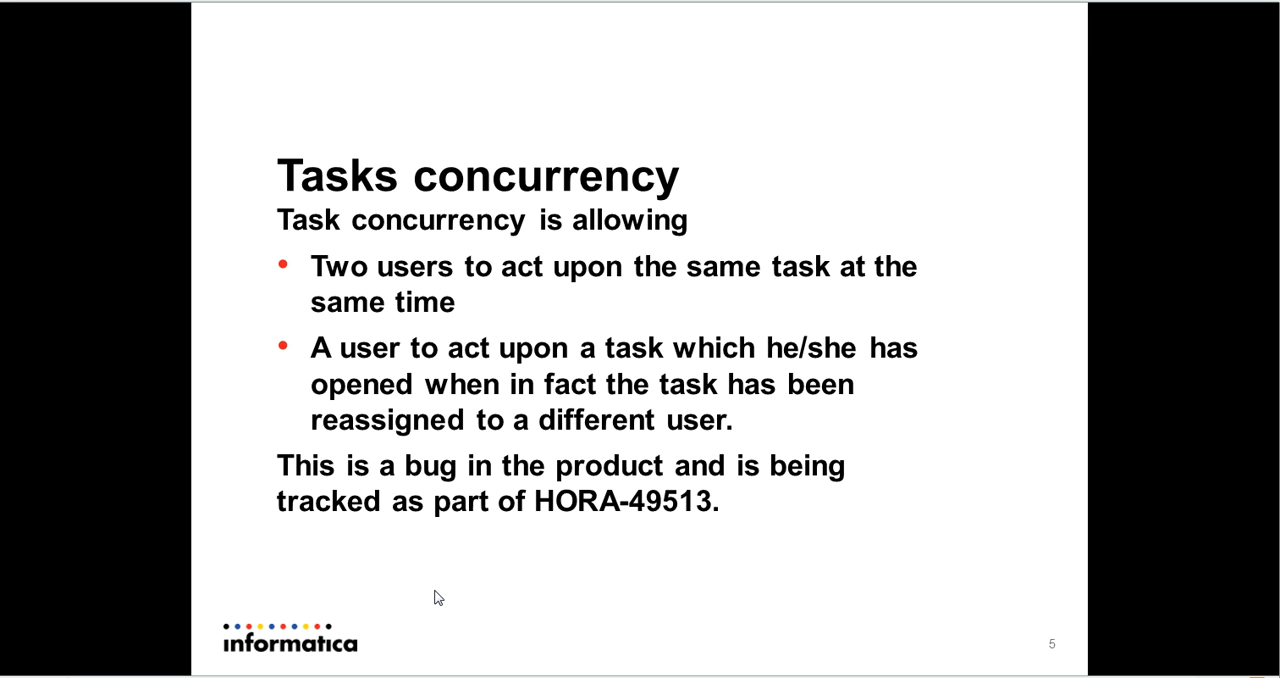 Tasks concurrency
Task concurrency is allowing
• Two users to act upon the same task at the
same time
• A user to act upon a task which he/she has
opened when in fact the task has been
reassigned to a different user.
This is a bug in the product and is being
tracked as part of HORA-49513.
informatica
5